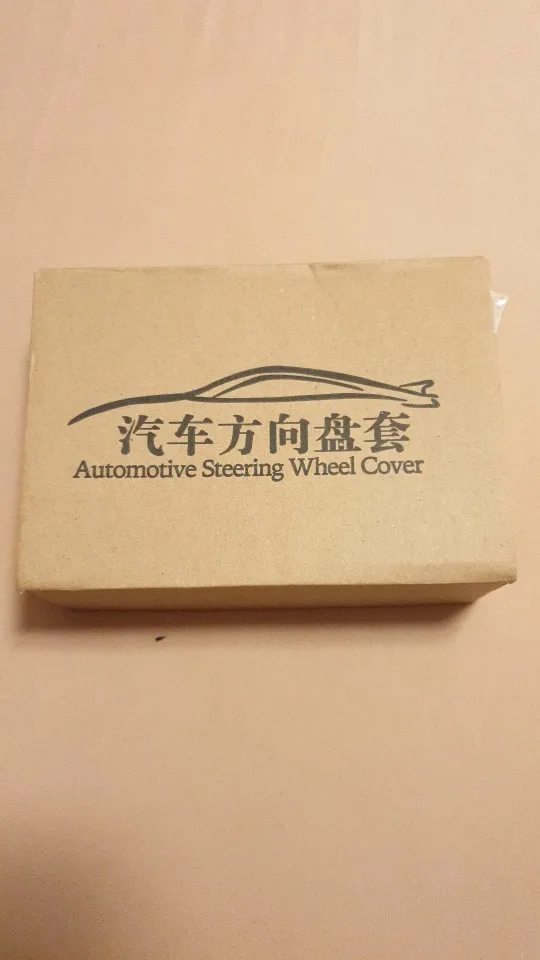 汽车方向盘套
Automotive Steering Wheel Cover